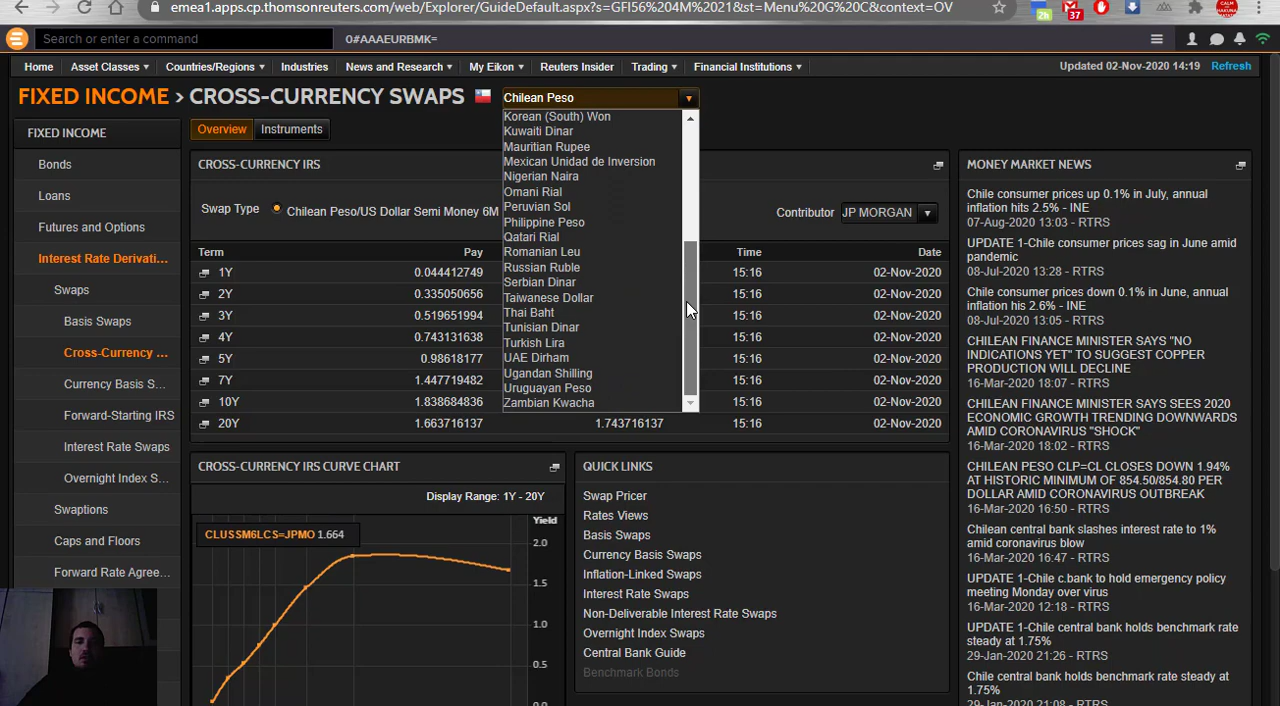 emea1.apps.cp.thomsonreuters.com/web/Explorer/GuideDefault.aspx?s=GFI56%204M%2021&st=Menu%20G%20C&context=OV
2h
37
Search or enter a command
0#AAAEURBMK=
Home
Asset Classes
Countries/Regions
Industries
News and Research
My Eikon
Reuters Insider
Trading
Financial Institutions
Updated 02-Nov-2020 14:19
Refresh
FIXED INCOME > CROSS-CURRENCY SWAPS
Chilean Peso
FIXED INCOME
Bonds
Loans
Futures and Options
Interest Rate Derivati...
Swaps
Basis Swaps
Cross-Currency ...
Currency Basis S...
Forward-Starting IRS
Interest Rate Swaps
Overnight Index S...
Swaptions
Caps and Floors
Forward Rate Agree...
Overview
Instruments
CROSS-CURRENCY IRS
Swap Type
Chilean Peso/US Dollar Semi Money 6M
Contributor
JP MORGAN
Korean (South) Won
Kuwaiti Dinar
Mauritian Rupee
Mexican Unidad de Inversion
Nigerian Naira
Omani Rial
Peruvian Sol
Philippine Peso
Qatari Rial
Romanian Leu
Russian Ruble
Serbian Dinar
Taiwanese Dollar
Thai Baht
Tunisian Dinar
Turkish Lira
UAE Dirham
Ugandan Shilling
Uruguayan Peso
Zambian Kwacha
Term Pay Time Date
1Y 0.044412749 15:16 02-Nov-2020
2Y 0.335050656 15:16 02-Nov-2020
3Y 0.519651994 15:16 02-Nov-2020
4Y 0.743131638 15:16 02-Nov-2020
5Y 0.98618177 15:16 02-Nov-2020
7Y 1.447719482 15:16 02-Nov-2020
10Y 1.838684836 15:16 02-Nov-2020
20Y 1.663716137 1.743716137 15:16 02-Nov-2020
CROSS-CURRENCY IRS CURVE CHART
Display Range: 1Y - 20Y
Yield
CLUSSM6LCS=JPMO 1.664
2.0
1.5
1.0
0.5
0.0
QUICK LINKS
Swap Pricer
Rates Views
Basis Swaps
Currency Basis Swaps
Inflation-Linked Swaps
Interest Rate Swaps
Non-Deliverable Interest Rate Swaps
Overnight Index Swaps
Central Bank Guide
Benchmark Bonds
MONEY MARKET NEWS
Chile consumer prices up 0.1% in July, annual
inflation hits 2.5% - INE
07-Aug-2020 13:03 - RTRS
UPDATE 1-Chile consumer prices sag in June amid
pandemic
08-Jul-2020 13:28 - RTRS
Chile consumer prices down 0.1% in June, annual
inflation his 2.6% - INE
08-Jul-2020 13:05 - RTRS
CHILEAN FINANCE MINISTER SAYS "NO
INDICATIONS YET" TO SUGGEST COPPER
PRODUCTION WILL DECLINE
16-Mar-2020 18:07 - RTRS
CHILEAN FINANCE MINISTER SAYS SEES 2020
ECONOMIC GROWTH TRENDING DOWNWARDS
AMID CORONAVIRUS "SHOCK"
16-Mar-2020 18:02 - RTRS
CHILEAN PESO CLP=CL CLOSES DOWN 1.94%
AT HISTORIC MINIMUM OF 854.50/854.80 PER
DOLLAR AMID CORONAVIRUS OUTBREAK
16-Mar-2020 16:50 - RTRS
Chilean central bank slashes interest rate to 1%
amid coronavirus blow
16-Mar-2020 16:47 - RTRS
UPDATE 1-Chile c.bank to hold emergency policy
meeting Monday over virus
16-Mar-2020 12:18 - RTRS
UPDATE 1-Chile central bank holds benchmark rate
steady at 1.75%
29-Jan-2020 21:26 - RTRS
Chile central bank holds benchmark rate steady at
1.75%
29-Jan-2020 21:08 - RTRS